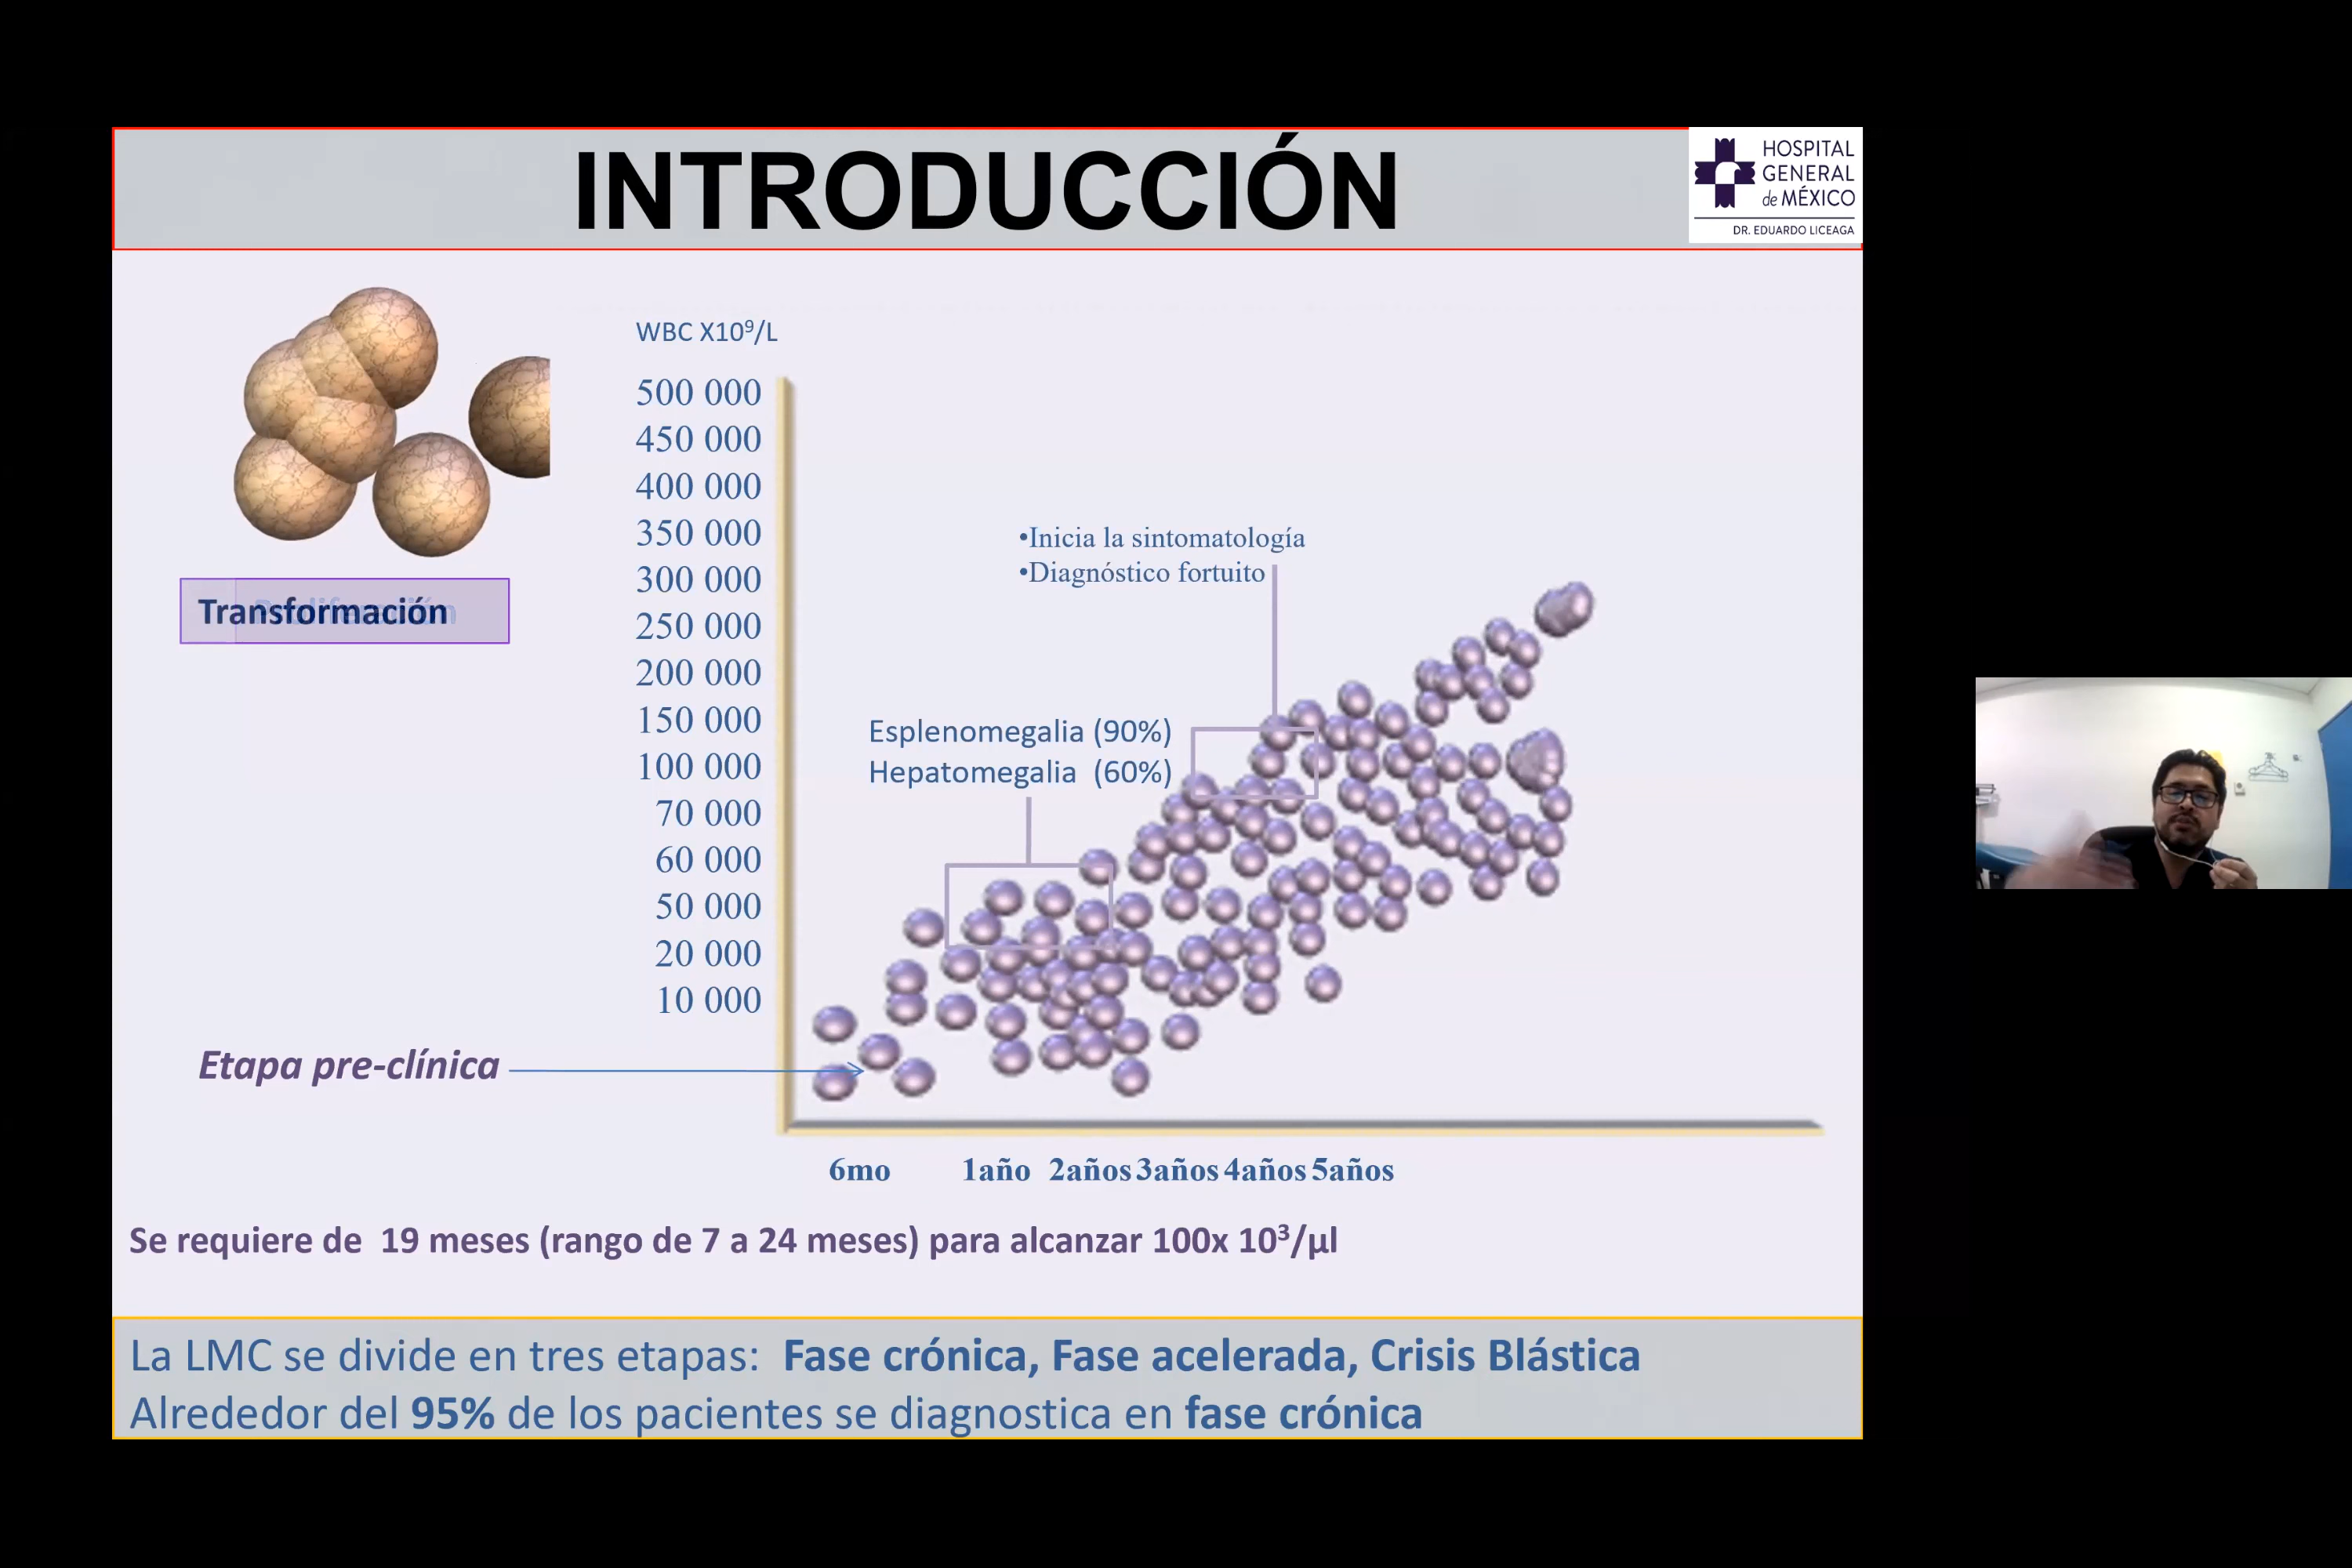 INTRODUCCIÓN
HOSPITAL
GENERAL
de MÉXICO
DR. EDUARDO LICEAGA
WBC X10⁹/L
500 000
450 000
400 000
350 000
300 000
250 000
200 000
150 000
100 000
70 000
60 000
50 000
20 000
10 000
•Inicia la sintomatología
•Diagnóstico fortuito
Transformación
Esplenomegalia (90%)
Hepatomegalia (60%)
Etapa pre-clínica
6mo 1año 2años 3años 4años 5años
Se requiere de 19 meses (rango de 7 a 24 meses) para alcanzar 100x 10³/µl
La LMC se divide en tres etapas: Fase crónica, Fase acelerada, Crisis Blástica
Alrededor del 95% de los pacientes se diagnostica en fase crónica